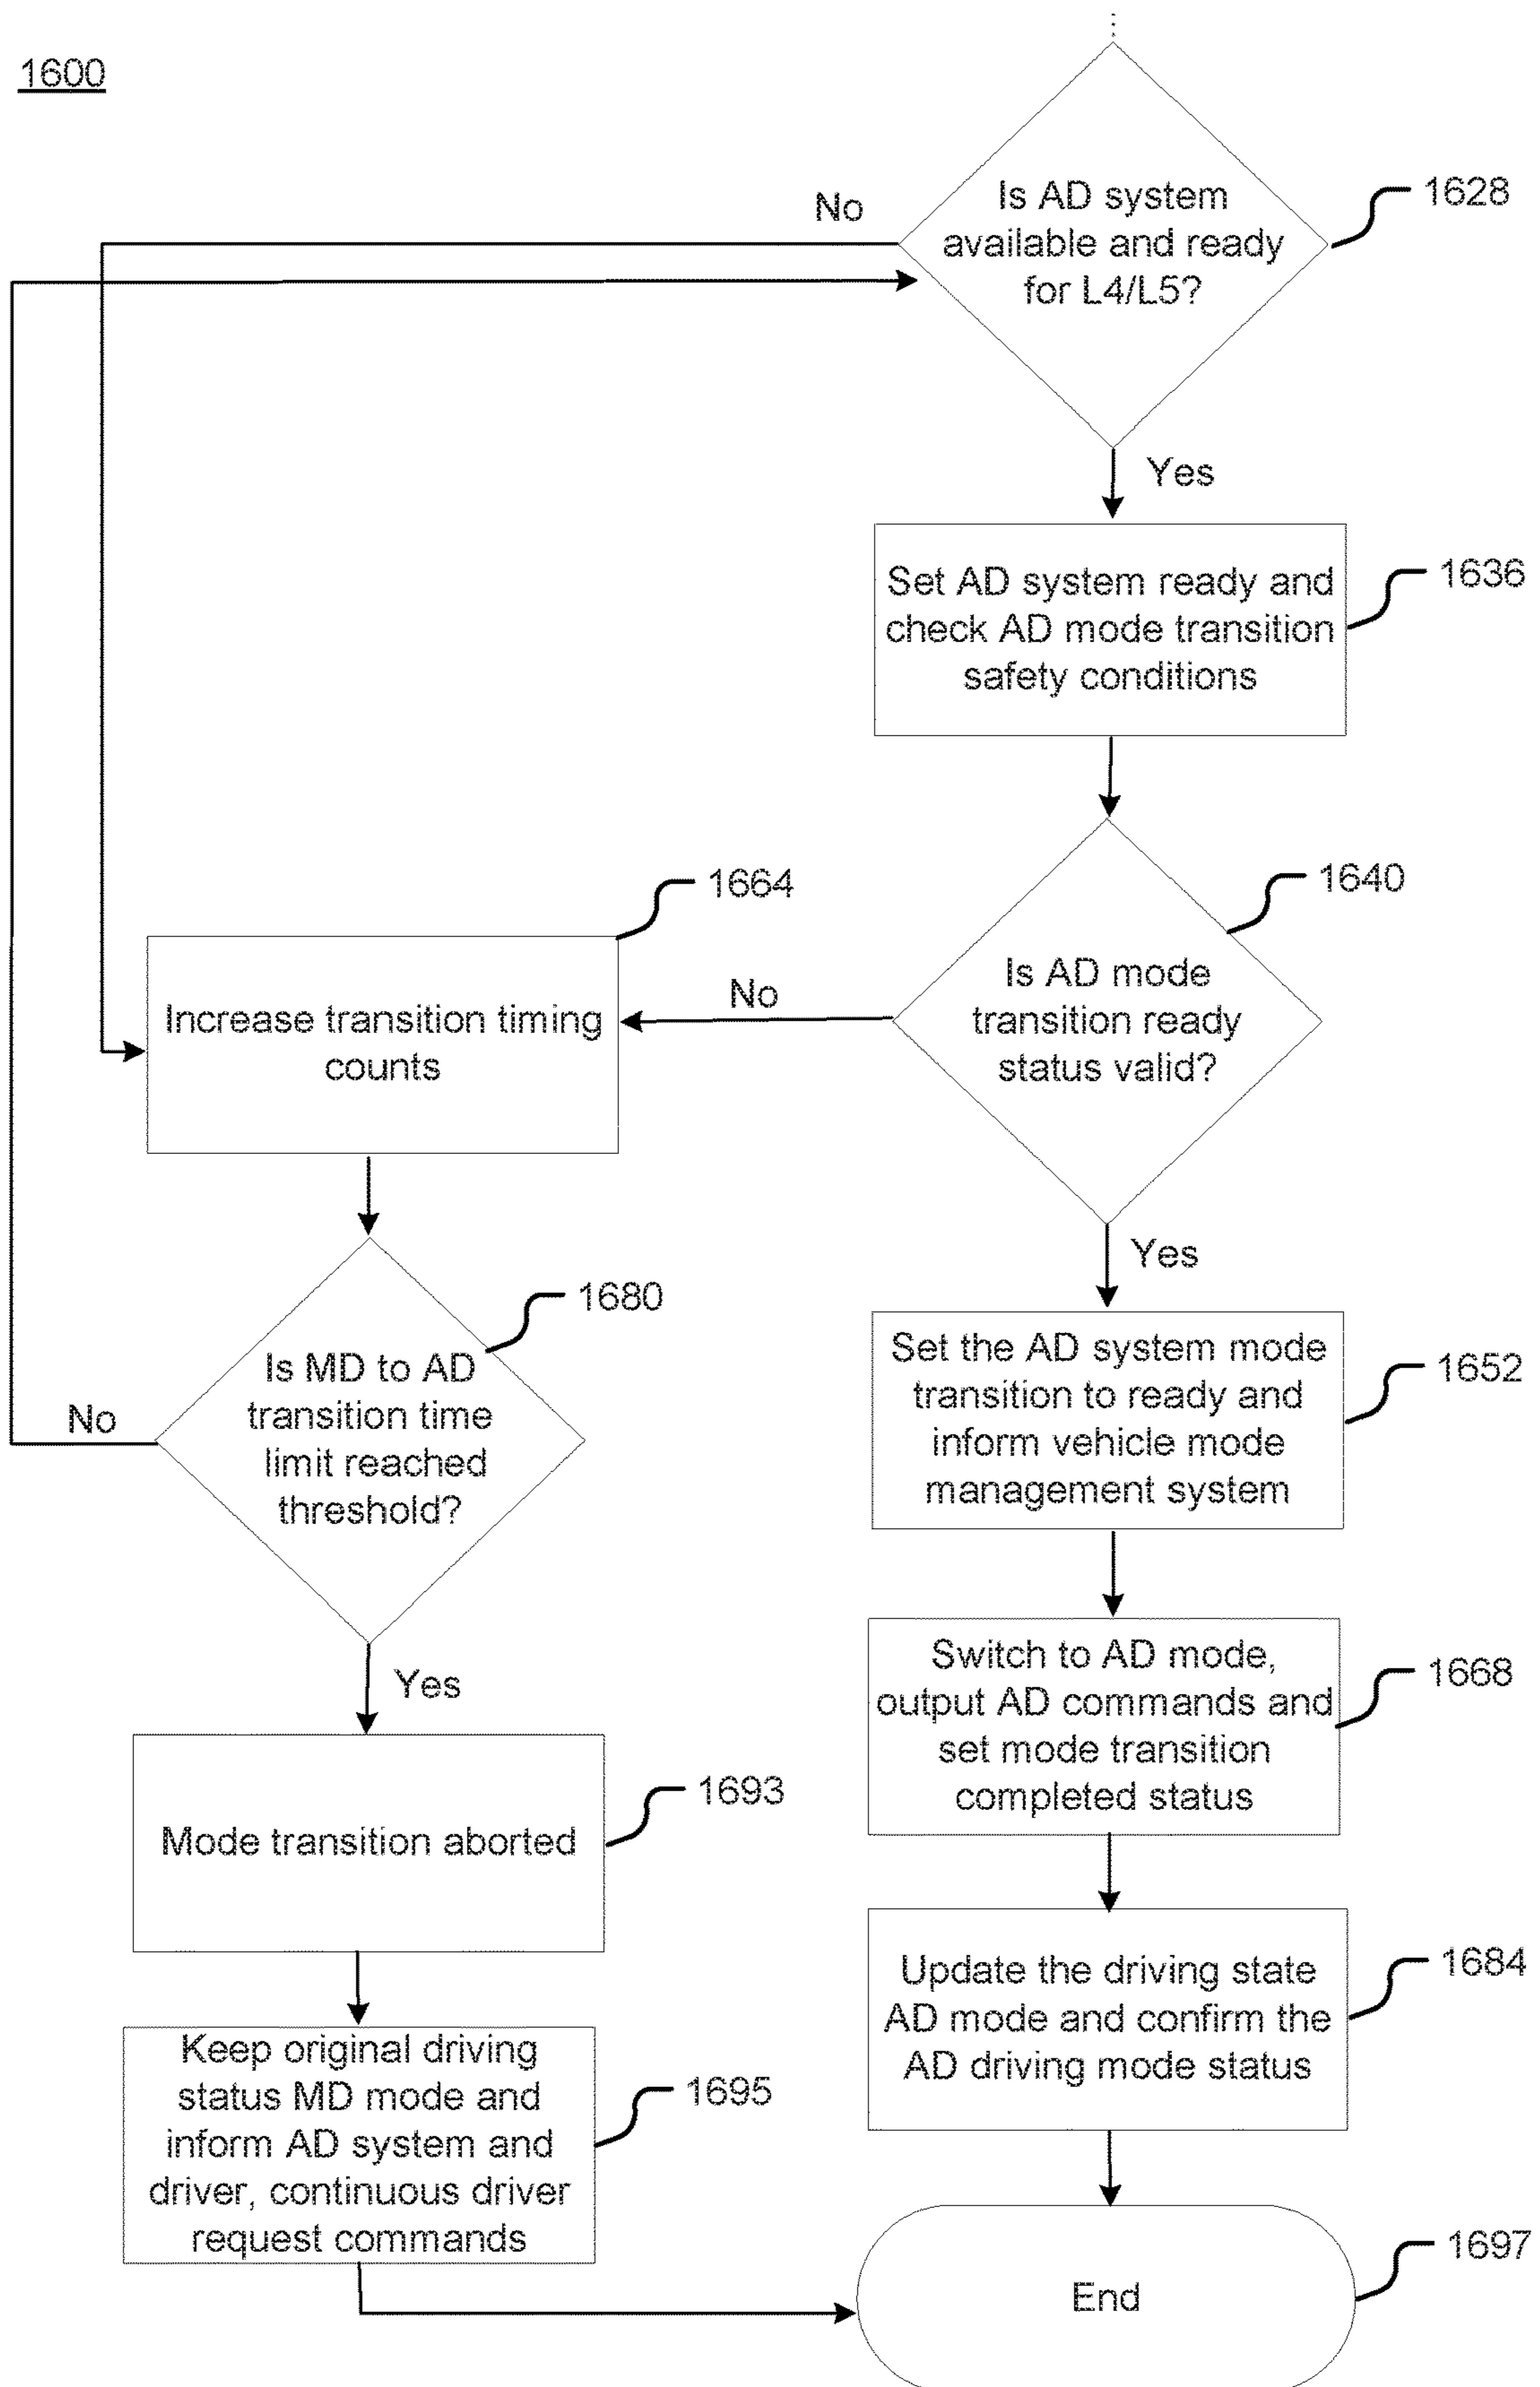 1600
No
Is AD system
available and ready
for L4/L5?
1628
Yes
Set AD system ready and
check AD mode transition
safety conditions
1636
1664
Increase transition timing
counts
No
Is AD mode
transition ready
status valid?
1640
Yes
1680
Is MD to AD
transition time
limit reached
threshold?
No
Set the AD system mode
transition to ready and
inform vehicle mode
management system
1652
Yes
Switch to AD mode,
output AD commands and
set mode transition
completed status
1668
Mode transition aborted
1693
Update the driving state
AD mode and confirm the
AD driving mode status
1684
Keep original driving
status MD mode and
inform AD system and
driver, continuous driver
request commands
1695
End
1697